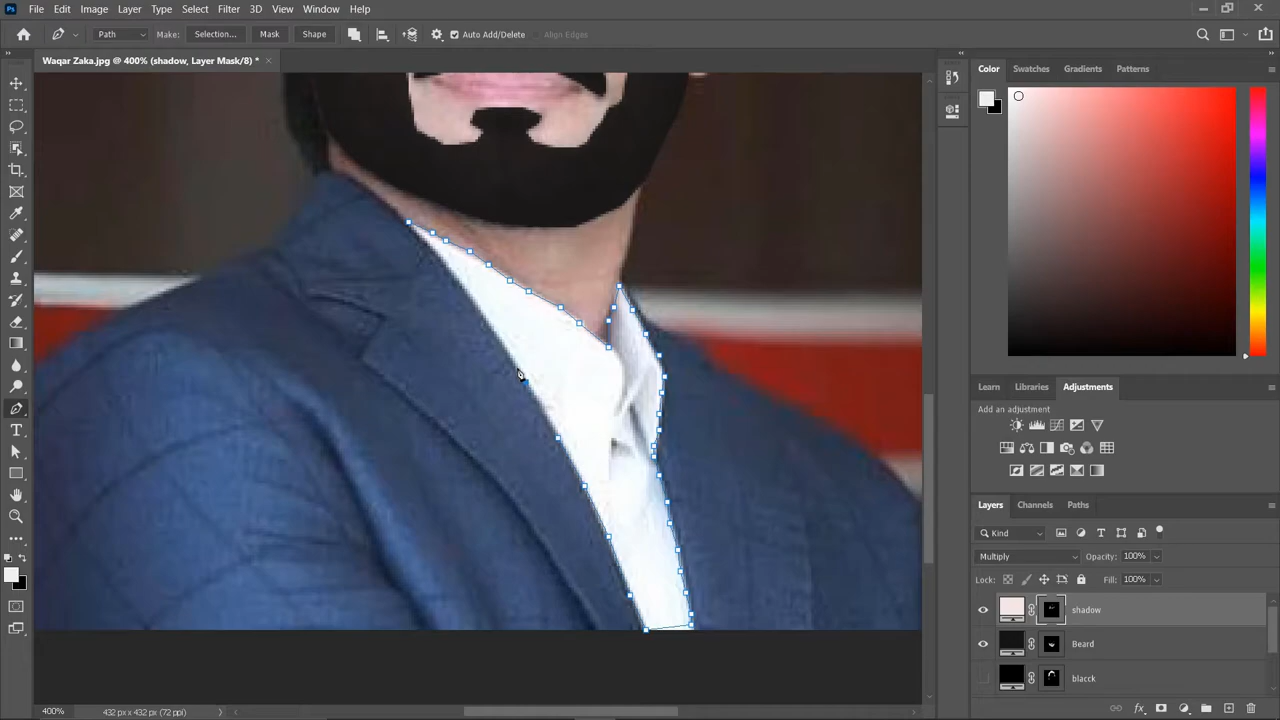 File Edit Image Layer Type Select Filter 3D View Window Help
Path Make: Selection... Mask Shape Auto Add/Delete Align Edges
Waqar Zaka.jpg @ 400% (shadow, Layer Mask/8) *
Color Swatches Gradients Patterns
Learn Libraries Adjustments
Add an adjustment
Layers Channels Paths
Kind
Multiply Opacity: 100%
Lock: Fill: 100%
shadow
Beard
blacck
400% 432 px x 432 px (72 ppi)